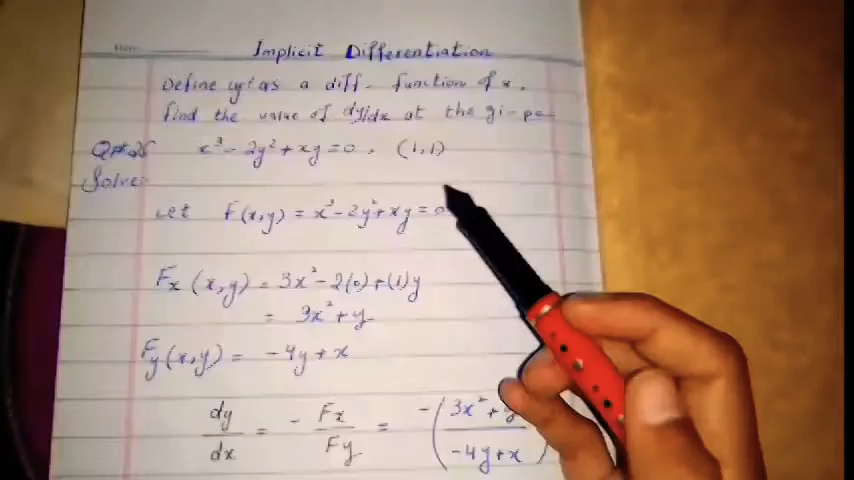 Implicit Differentiation
Define y as a diff- function of x.
find the value of dy/dx at the gi-po-
Q#25 x³ - 2y² + xy = 0, (1,1)
Solve:
let F(x,y) = x³ - 2y² + xy = 0
Fx (x,y) = 3x² - 2(0) + (1)y
= 3x² + y
Fy(x,y) = -4y + x
dy/dx = - Fx/Fy = -(3x² + y / -4y + x)